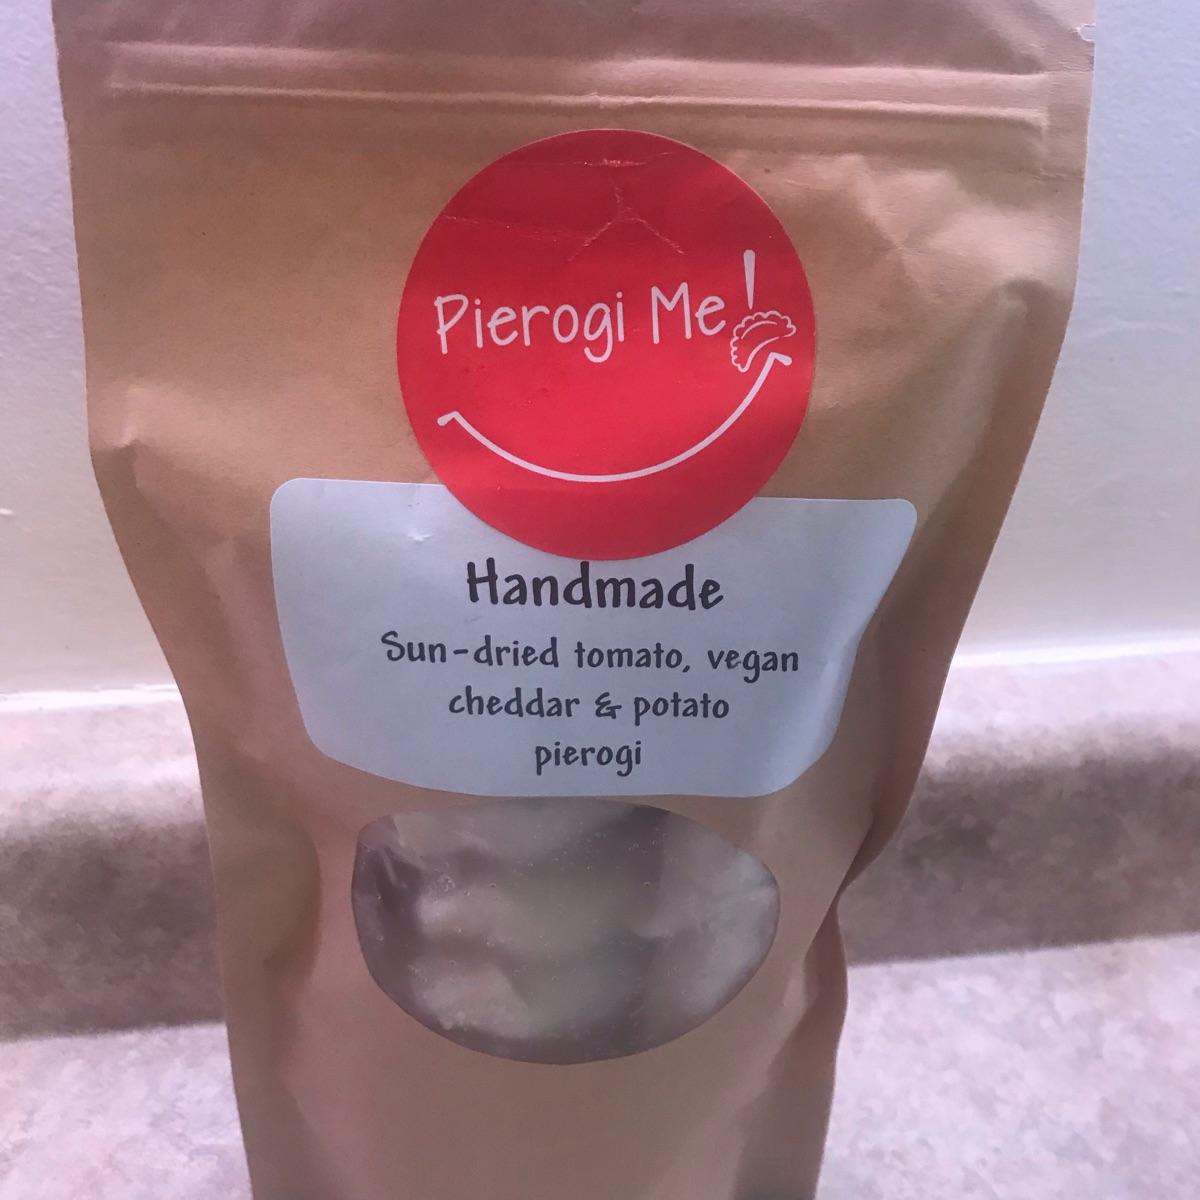 Pierogi Me!
Handmade
Sun-dried tomato, vegan
cheddar & potato
pierogi